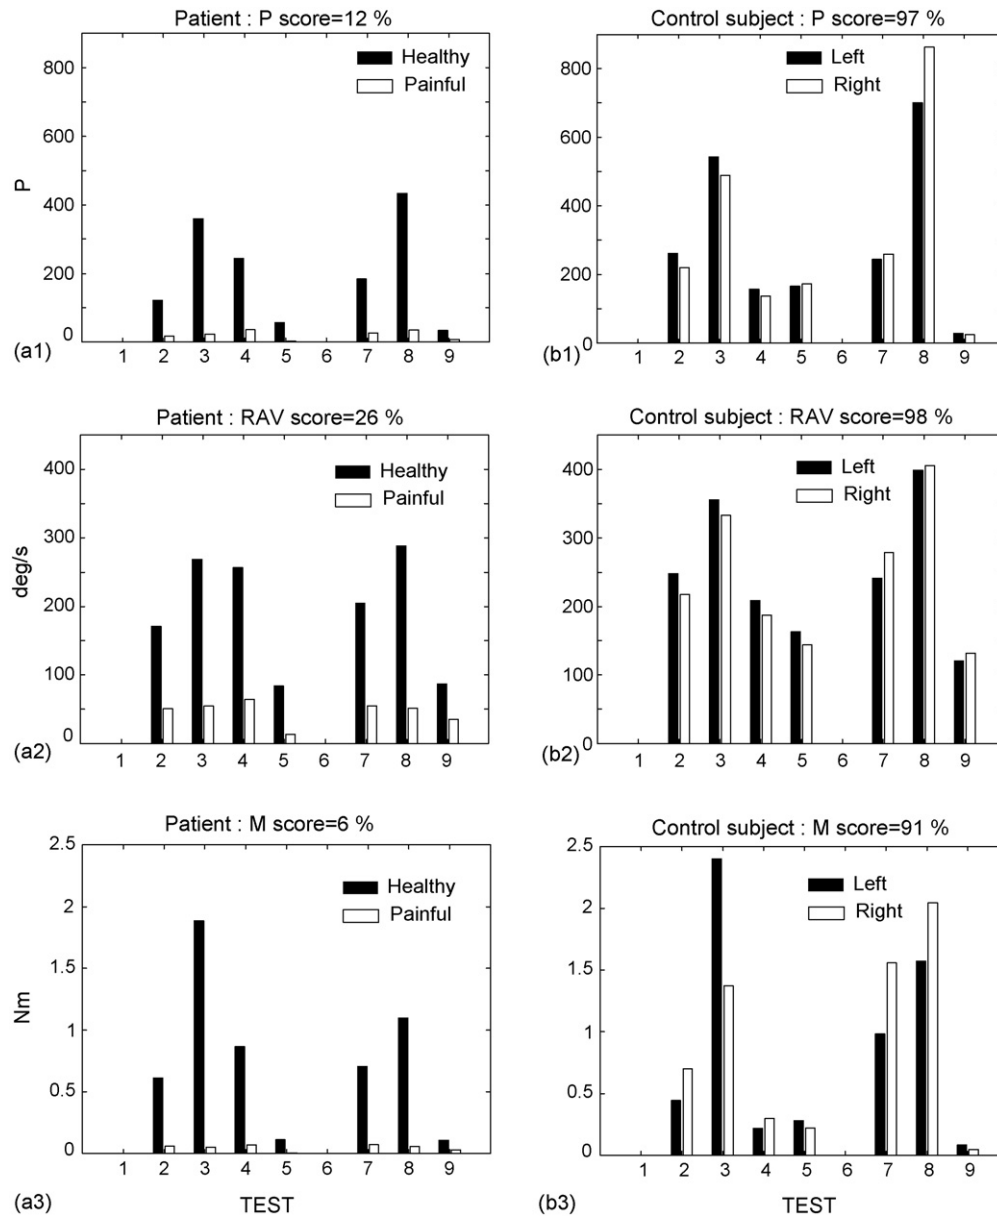 Patient : P score=12 %
800
600
400
200
0
P
Healthy
Painful
1 2 3 4 5 6 7 8 9
(a1)
Control subject : P score=97 %
800
600
400
200
0
Left
Right
1 2 3 4 5 6 7 8 9
(b1)
Patient : RAV score=26 %
400
300
200
100
0
deg/s
Healthy
Painful
1 2 3 4 5 6 7 8 9
(a2)
Control subject : RAV score=98 %
400
300
200
100
0
Left
Right
1 2 3 4 5 6 7 8 9
(b2)
Patient : M score=6 %
2.5
2
1.5
1
0.5
0
Nm
Healthy
Painful
1 2 3 4 5 6 7 8 9
(a3)
TEST
Control subject : M score=91 %
2.5
2
1.5
1
0.5
0
Left
Right
1 2 3 4 5 6 7 8 9
(b3)
TEST